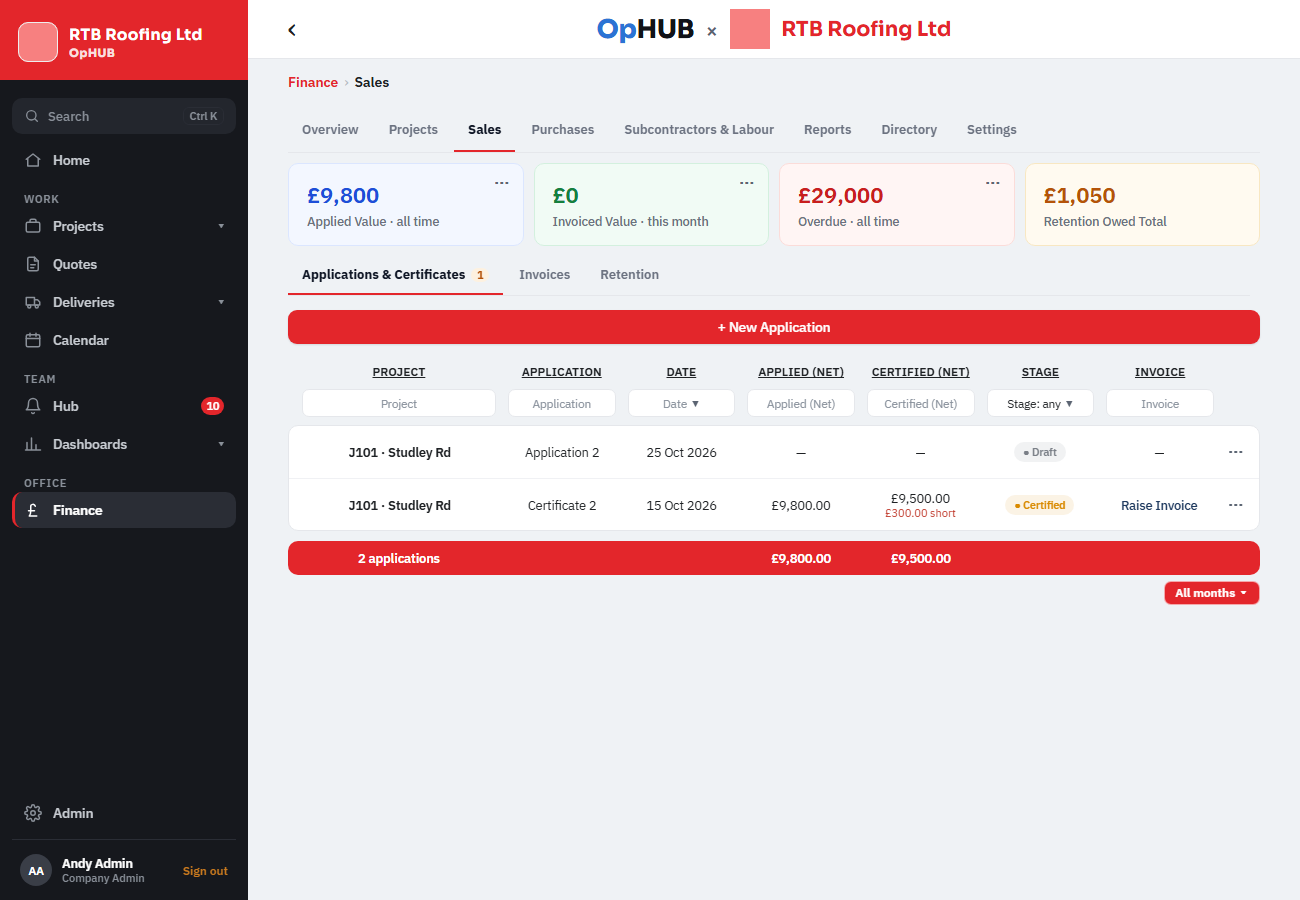 RTB Roofing Ltd
OpHUB
Search Ctrl K
Home
WORK
Projects
Quotes
Deliveries
Calendar
TEAM
Hub 10
Dashboards
OFFICE
£ Finance
Admin
AA Andy Admin
Company Admin
Sign out
OpHUB × RTB Roofing Ltd
Finance › Sales
Overview Projects Sales Purchases Subcontractors & Labour Reports Directory Settings
£9,800
Applied Value · all time
£0
Invoiced Value · this month
£29,000
Overdue · all time
£1,050
Retention Owed Total
Applications & Certificates 1 Invoices Retention
+ New Application
PROJECT APPLICATION DATE APPLIED (NET) CERTIFIED (NET) STAGE INVOICE
Project Application Date ▼ Applied (Net) Certified (Net) Stage: any ▼ Invoice
J101 · Studley Rd Application 2 25 Oct 2026 — — Draft —
J101 · Studley Rd Certificate 2 15 Oct 2026 £9,800.00 £9,500.00 Certified Raise Invoice
£300.00 short
2 applications £9,800.00 £9,500.00
All months